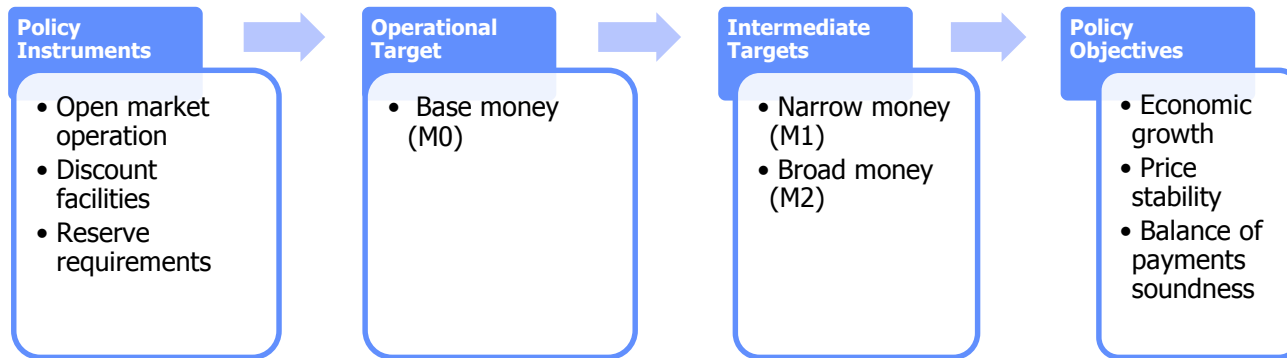 Policy
Instruments
• Open market
operation
• Discount
facilities
• Reserve
requirements
Operational
Target
• Base money
(M0)
Intermediate
Targets
• Narrow money
(M1)
• Broad money
(M2)
Policy
Objectives
• Economic
growth
• Price
stability
• Balance of
payments
soundness